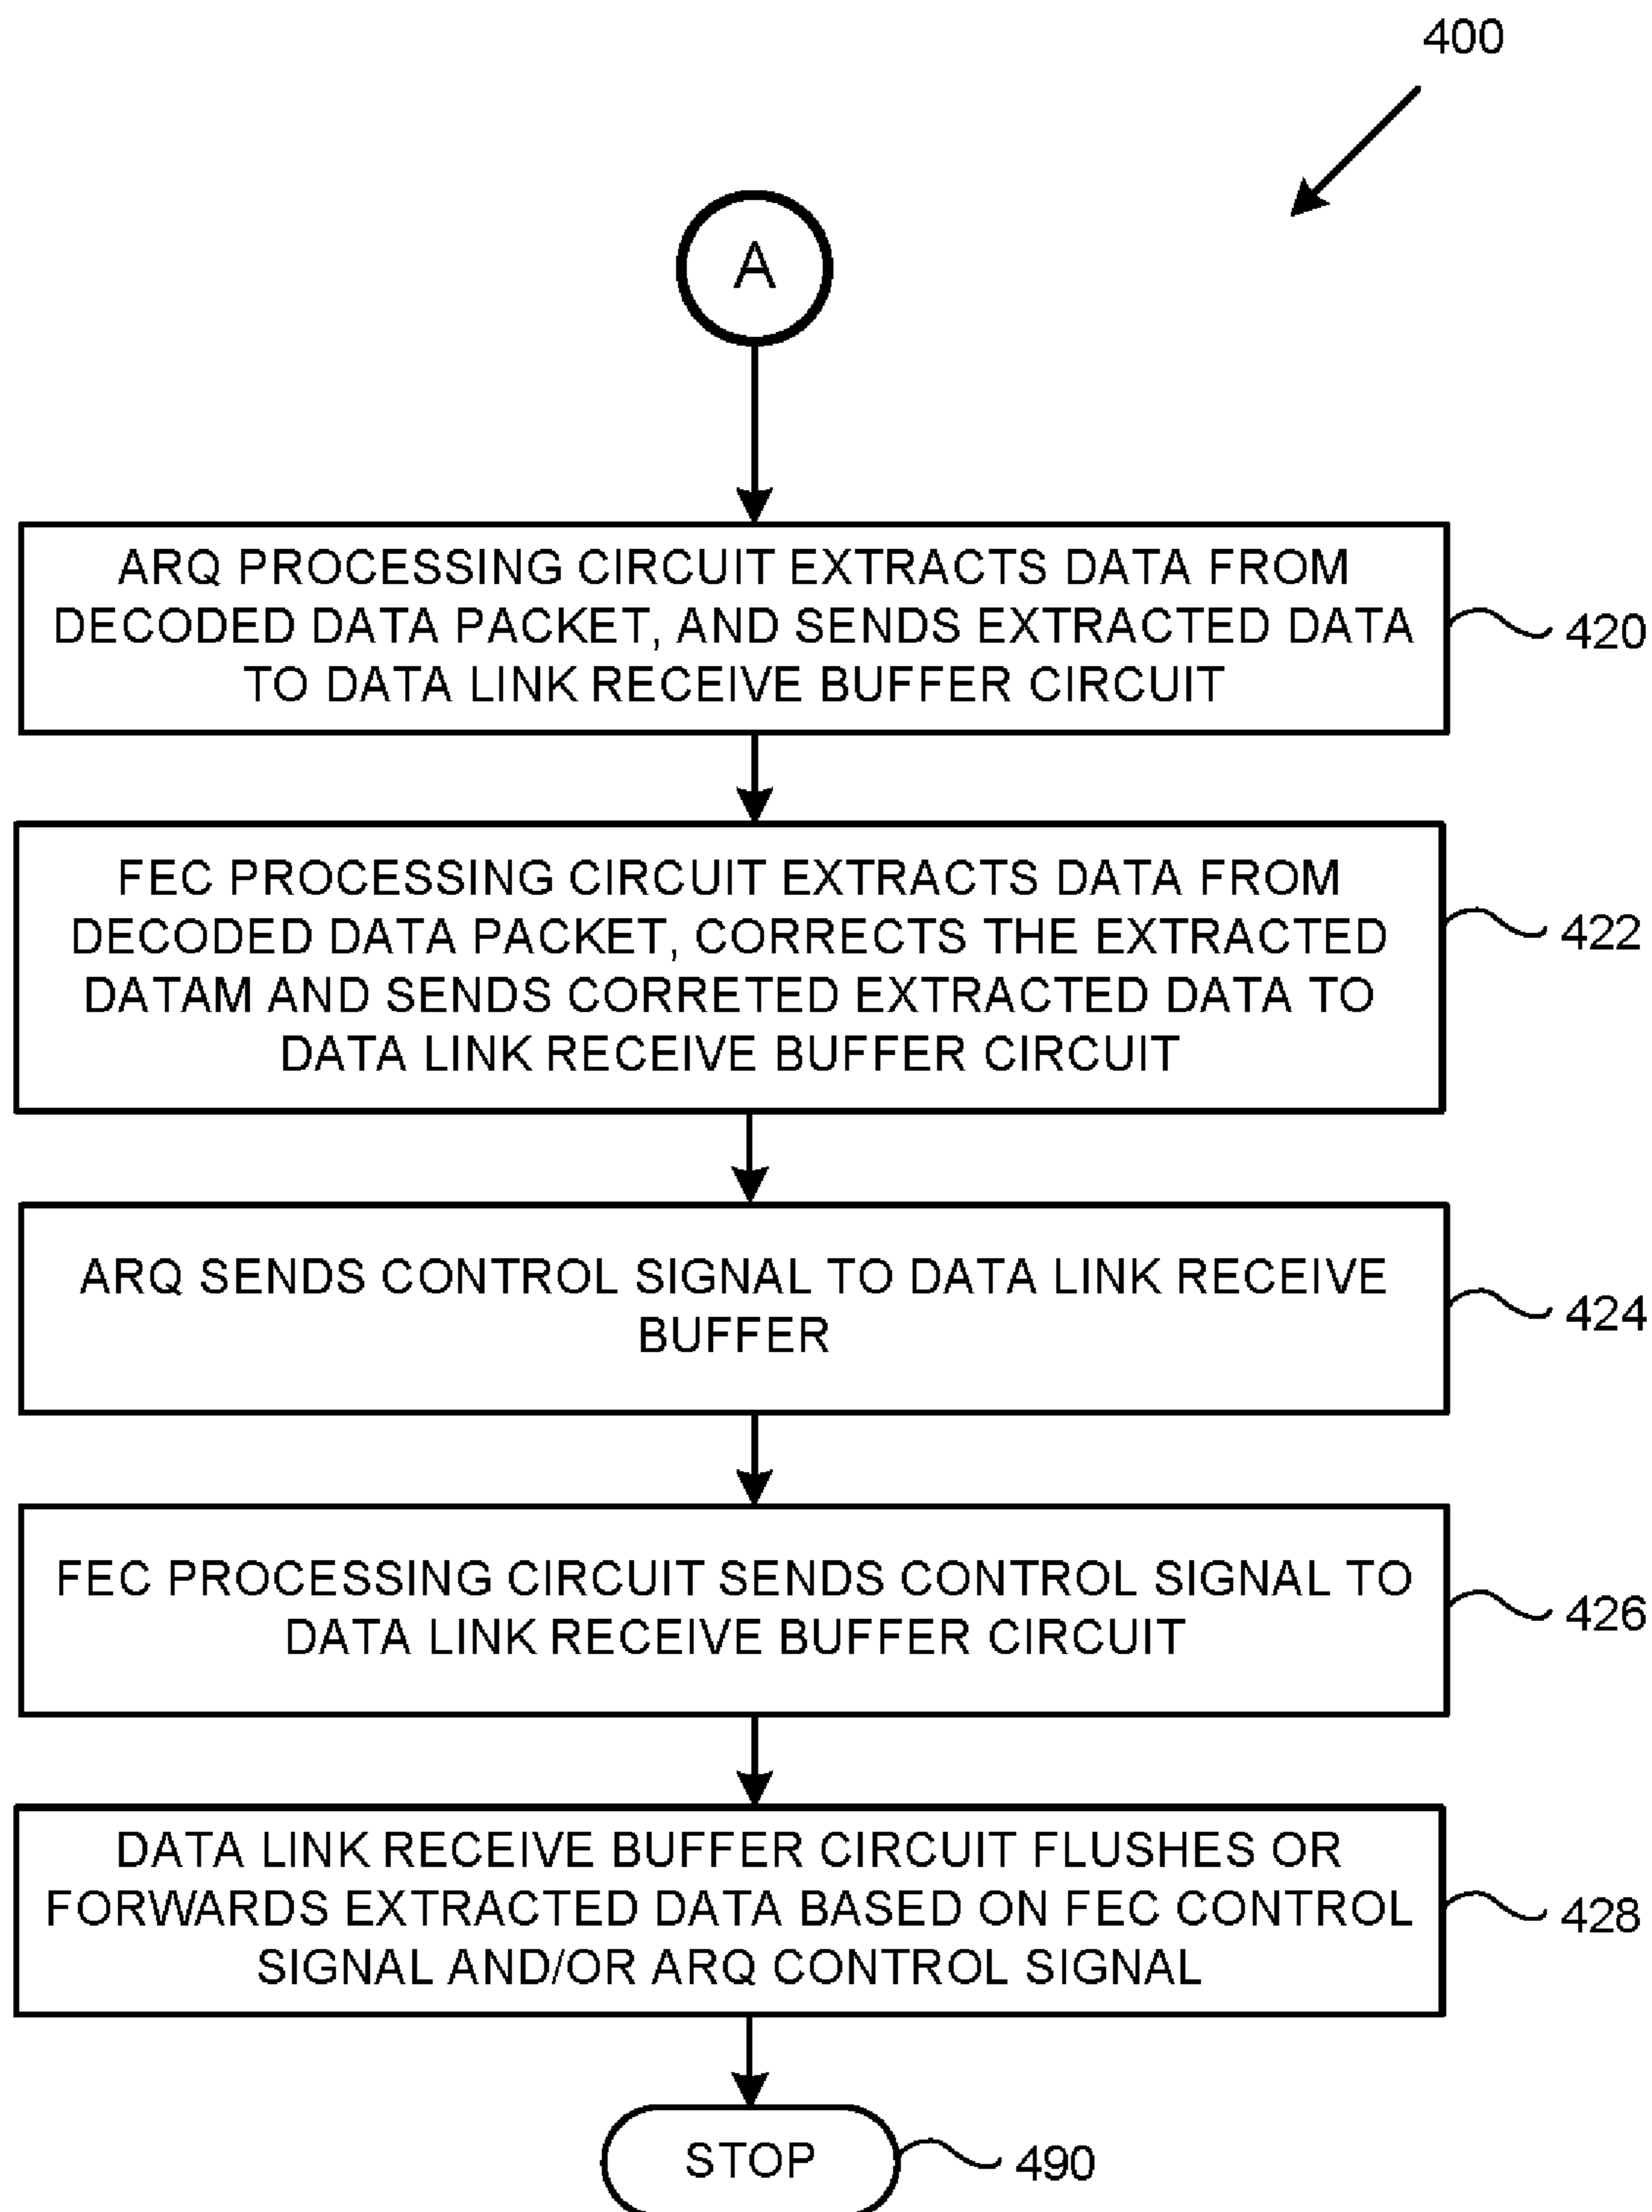 400
A
ARQ PROCESSING CIRCUIT EXTRACTS DATA FROM
DECODED DATA PACKET, AND SENDS EXTRACTED DATA
TO DATA LINK RECEIVE BUFFER CIRCUIT
420
FEC PROCESSING CIRCUIT EXTRACTS DATA FROM
DECODED DATA PACKET, CORRECTS THE EXTRACTED
DATAM AND SENDS CORRETED EXTRACTED DATA TO
DATA LINK RECEIVE BUFFER CIRCUIT
422
ARQ SENDS CONTROL SIGNAL TO DATA LINK RECEIVE
BUFFER
424
FEC PROCESSING CIRCUIT SENDS CONTROL SIGNAL TO
DATA LINK RECEIVE BUFFER CIRCUIT
426
DATA LINK RECEIVE BUFFER CIRCUIT FLUSHES OR
FORWARDS EXTRACTED DATA BASED ON FEC CONTROL
SIGNAL AND/OR ARQ CONTROL SIGNAL
428
STOP
490